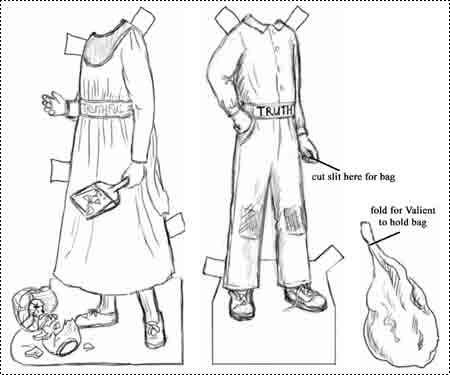 TRUTHFUL
TRUTH
cut slit here for bag
fold for Valient
to hold bag